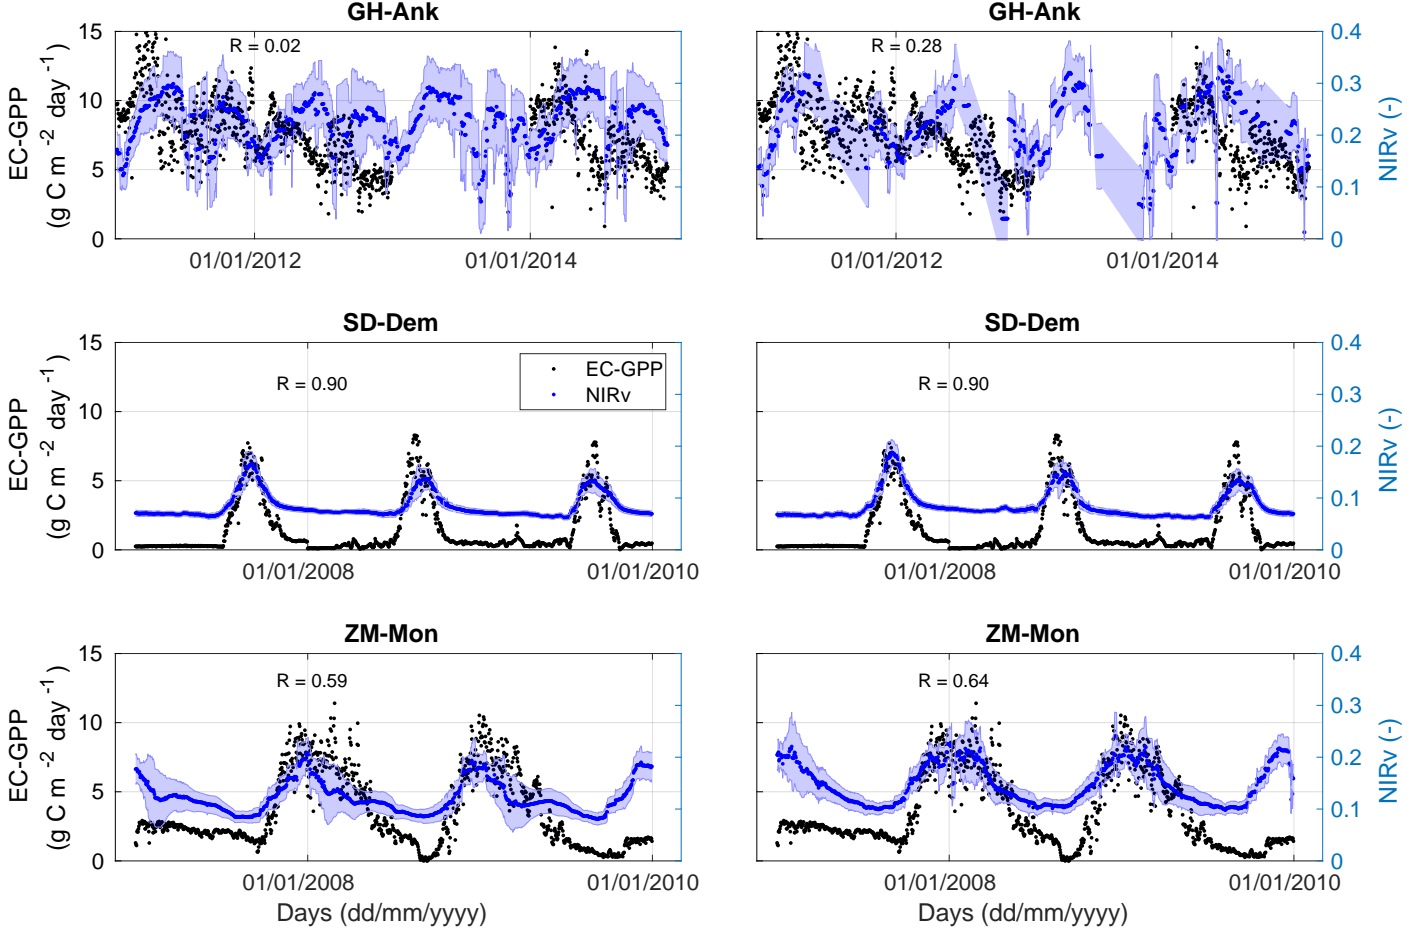 GH-Ank
GH-Ank
15
10
5
0
EC-GPP
(g C m -2 day -1)
R = 0.02
R = 0.28
0.4
0.3
0.2
0.1
0
NIRv (-)
01/01/2012
01/01/2014
01/01/2012
01/01/2014
SD-Dem
SD-Dem
15
10
5
0
EC-GPP
(g C m -2 day -1)
R = 0.90
EC-GPP
NIRv
R = 0.90
0.4
0.3
0.2
0.1
0
NIRv (-)
01/01/2008
01/01/2010
01/01/2008
01/01/2010
ZM-Mon
ZM-Mon
15
10
5
0
EC-GPP
(g C m -2 day -1)
R = 0.59
R = 0.64
0.4
0.3
0.2
0.1
0
NIRv (-)
01/01/2008
01/01/2010
01/01/2008
01/01/2010
Days (dd/mm/yyyy)
Days (dd/mm/yyyy)